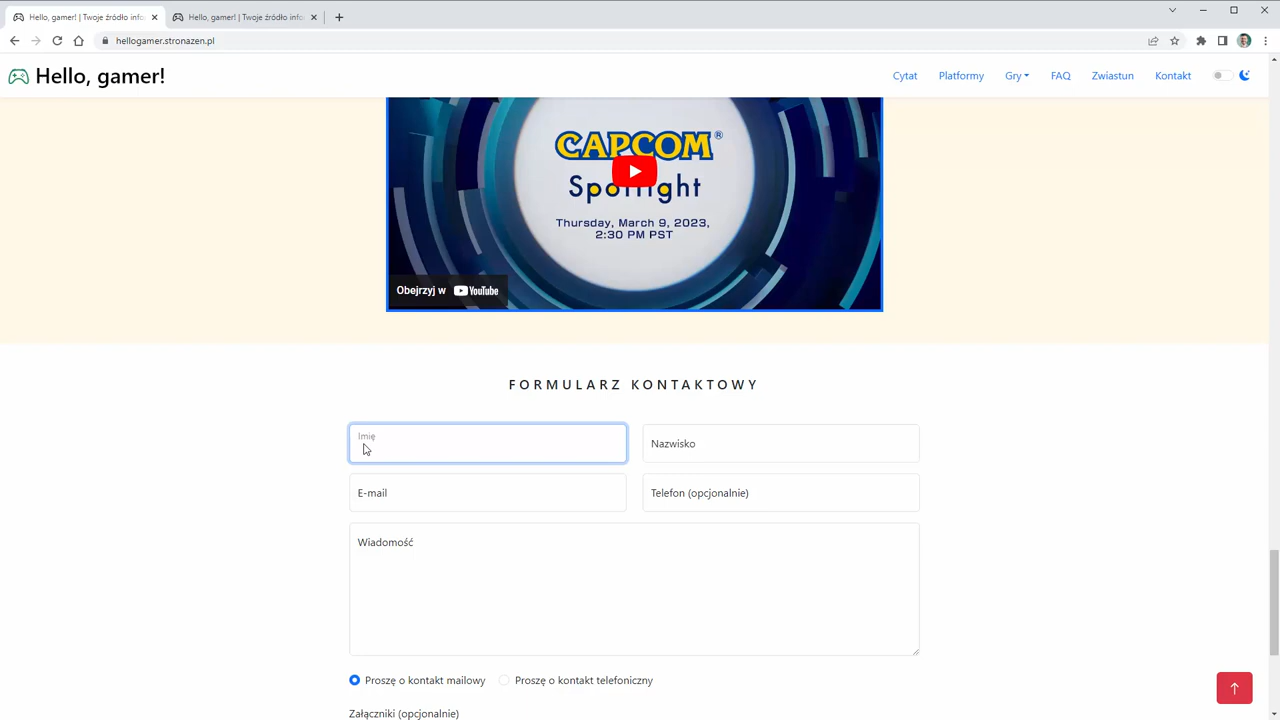 Hello, gamer! | Twoje źródło info
Hello, gamer! | Twoje źródło info
hellogamer.stronazen.pl
Hello, gamer!
Cytat
Platformy
Gry
FAQ
Zwiastun
Kontakt
CAPCOM®
Spotlight
Thursday, March 9, 2023,
2:30 PM PST
Obejrzyj w YouTube
FORMULARZ KONTAKTOWY
Imię
Nazwisko
E-mail
Telefon (opcjonalnie)
Wiadomość
Proszę o kontakt mailowy
Proszę o kontakt telefoniczny
Załączniki (opcjonalnie)